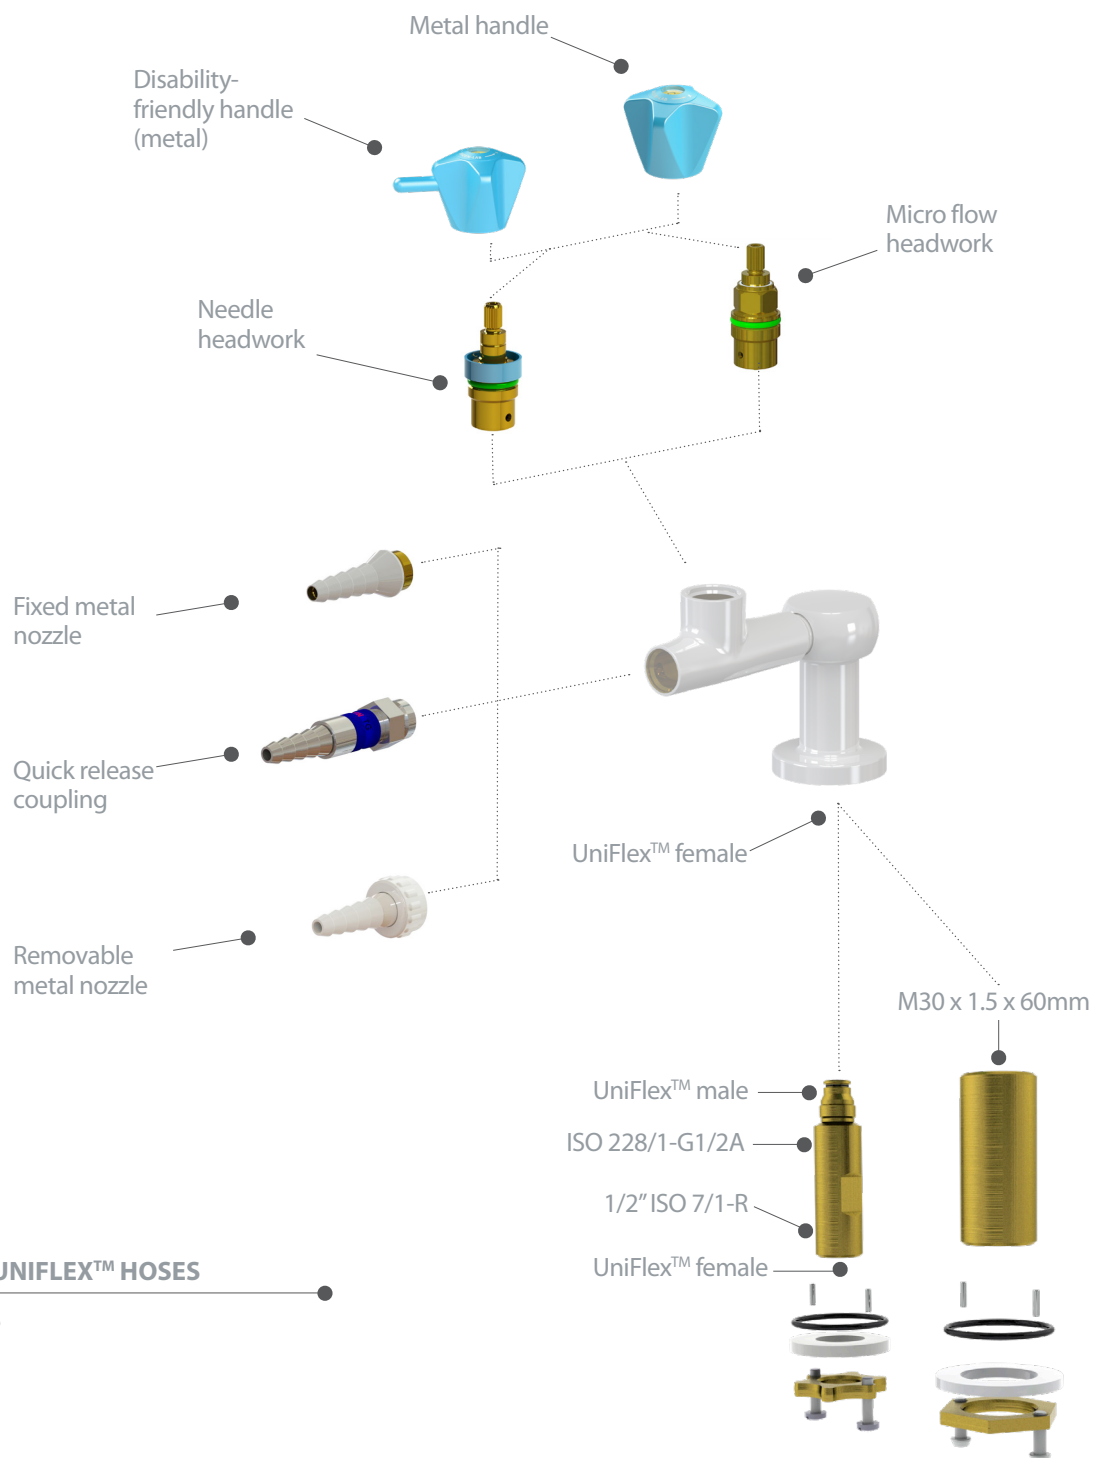 Metal handle
Disability-
friendly handle
(metal)
Micro flow
headwork
Needle
headwork
Fixed metal
nozzle
Quick release
coupling
UniFlex™ female
Removable
metal nozzle
M30 x 1.5 x 60mm
UniFlex™ male
ISO 228/1-G1/2A
1/2” ISO 7/1-R
UniFlex™ female
UNIFLEX™ HOSES